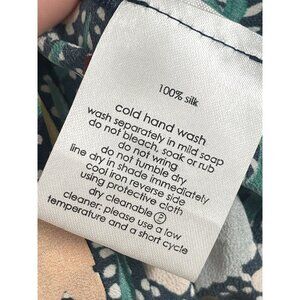 100% silk
cold hand wash
wash separately in mild soap
do not bleach, soak or rub
do not wring
do not tumble dry
line dry in shade immediately
cool iron reverse side
using protective cloth
dry cleanable Ⓟ
cleaner: please use a low
temperature and a short cycle